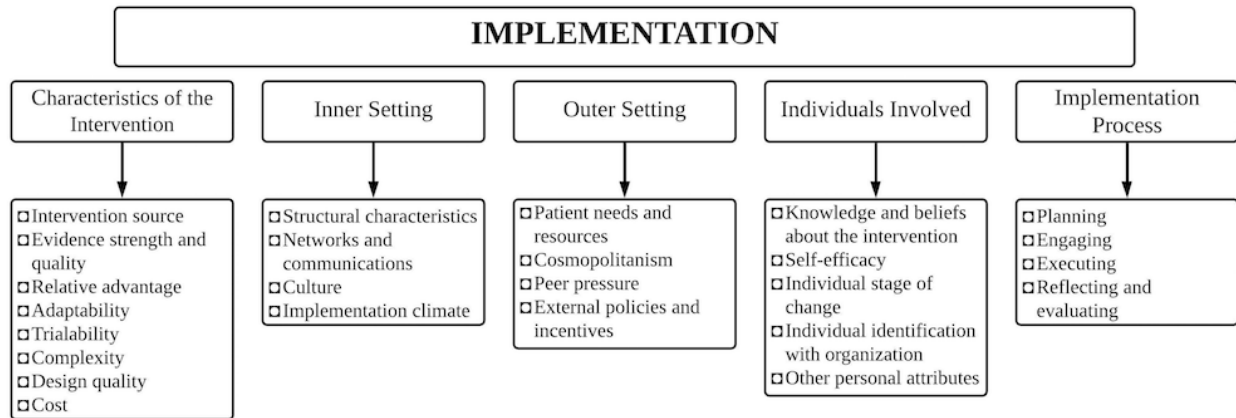 IMPLEMENTATION
Characteristics of the
Intervention
Inner Setting
Outer Setting
Individuals Involved
Implementation
Process
Intervention source
Evidence strength and
quality
Relative advantage
Adaptability
Trialability
Complexity
Design quality
Cost
Structural characteristics
Networks and
communications
Culture
Implementation climate
Patient needs and
resources
Cosmopolitanism
Peer pressure
External policies and
incentives
Knowledge and beliefs
about the intervention
Self-efficacy
Individual stage of
change
Individual identification
with organization
Other personal attributes
Planning
Engaging
Executing
Reflecting and
evaluating